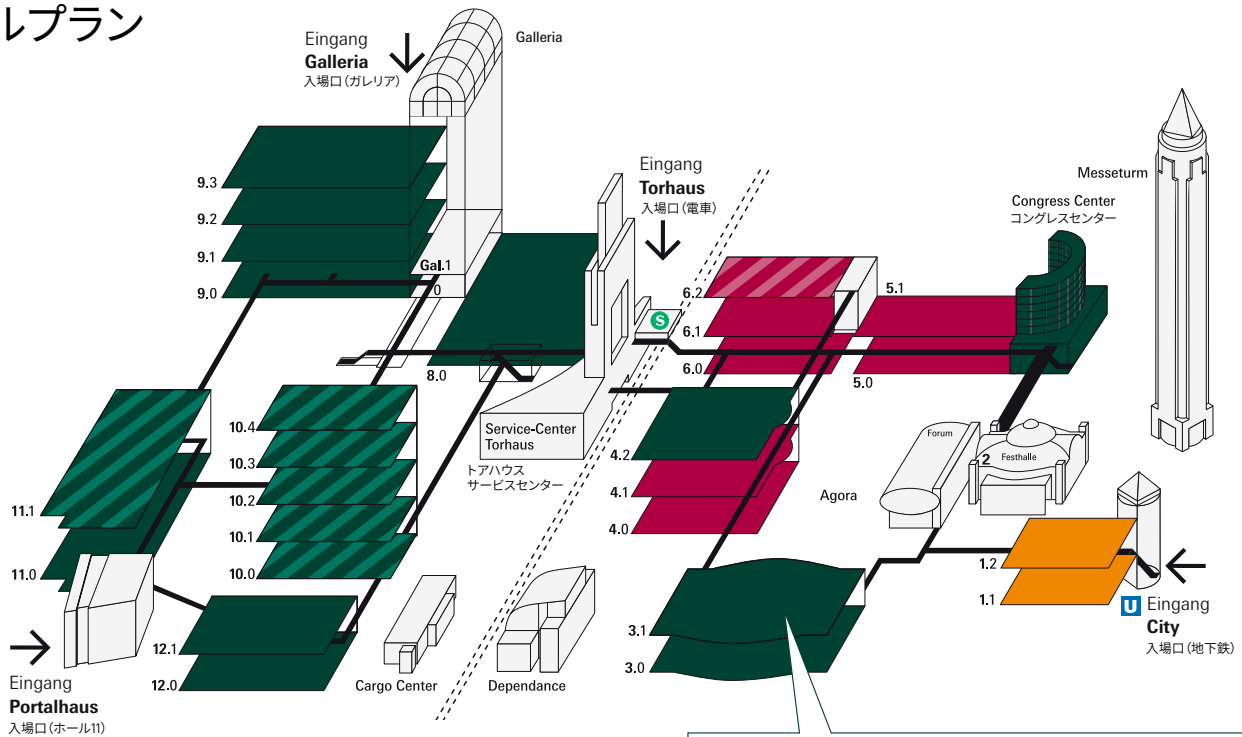 ルプラン
Eingang
Galleria
入場口（ガレリア）
Galleria
Eingang
Torhaus
入場口（電車）
Messeturm
Congress Center
コングレスセンター
9.3
9.2
9.1
9.0
Gal.1
0
8.0
S
6.2
6.1
6.0
5.1
5.0
10.4
10.3
10.2
10.1
10.0
Service-Center
Torhaus
トアハウス
サービスセンター
4
4.2
4.1
4.0
Forum
2
Festhalle
Agora
11.1
11.0
12.1
12.0
Cargo Center
Dependance
3.1
3.0
1.2
1.1
U Eingang
City
入場口（地下鉄）
Eingang
Portalhaus
入場口（ホール11）